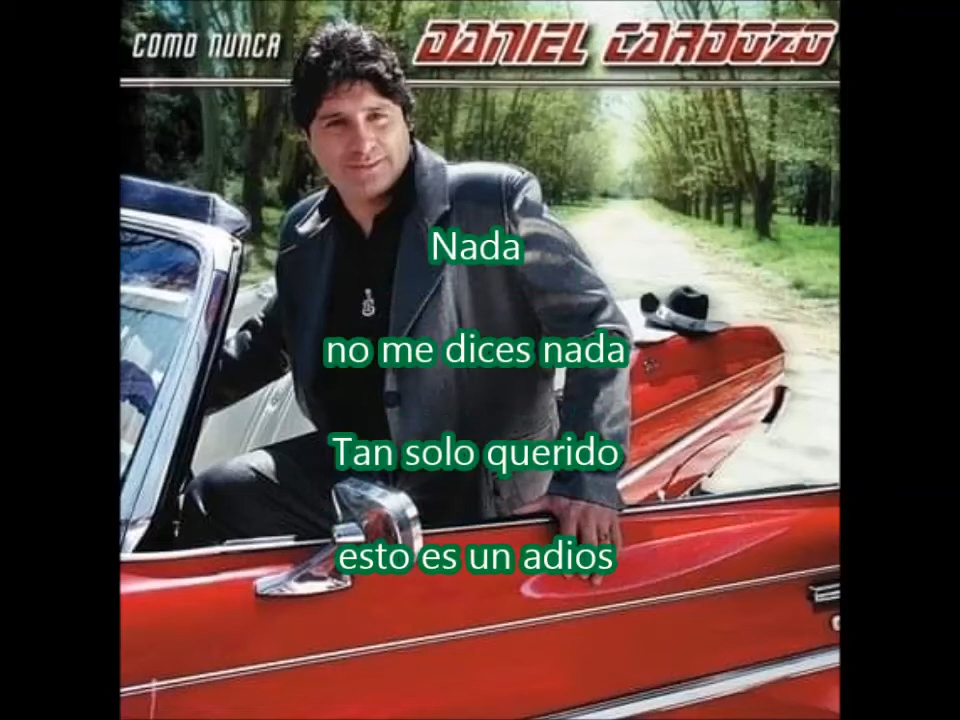 COMO NUNCA
DANIEL CARDOZO
Nada
no me dices nada
Tan solo querido
esto es un adios